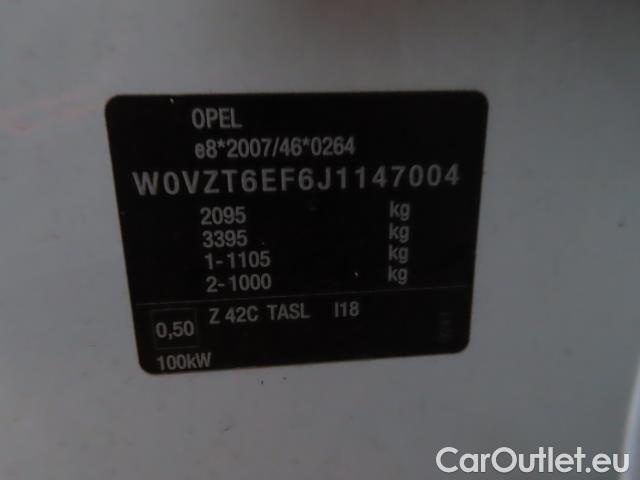 OPEL
e8*2007/46*0264
W0VZT6EF6J1147004
2095 kg
3395 kg
1-1105 kg
2-1000 kg
0,50 Z 42C TASL I18
100kW
CarOutlet.eu